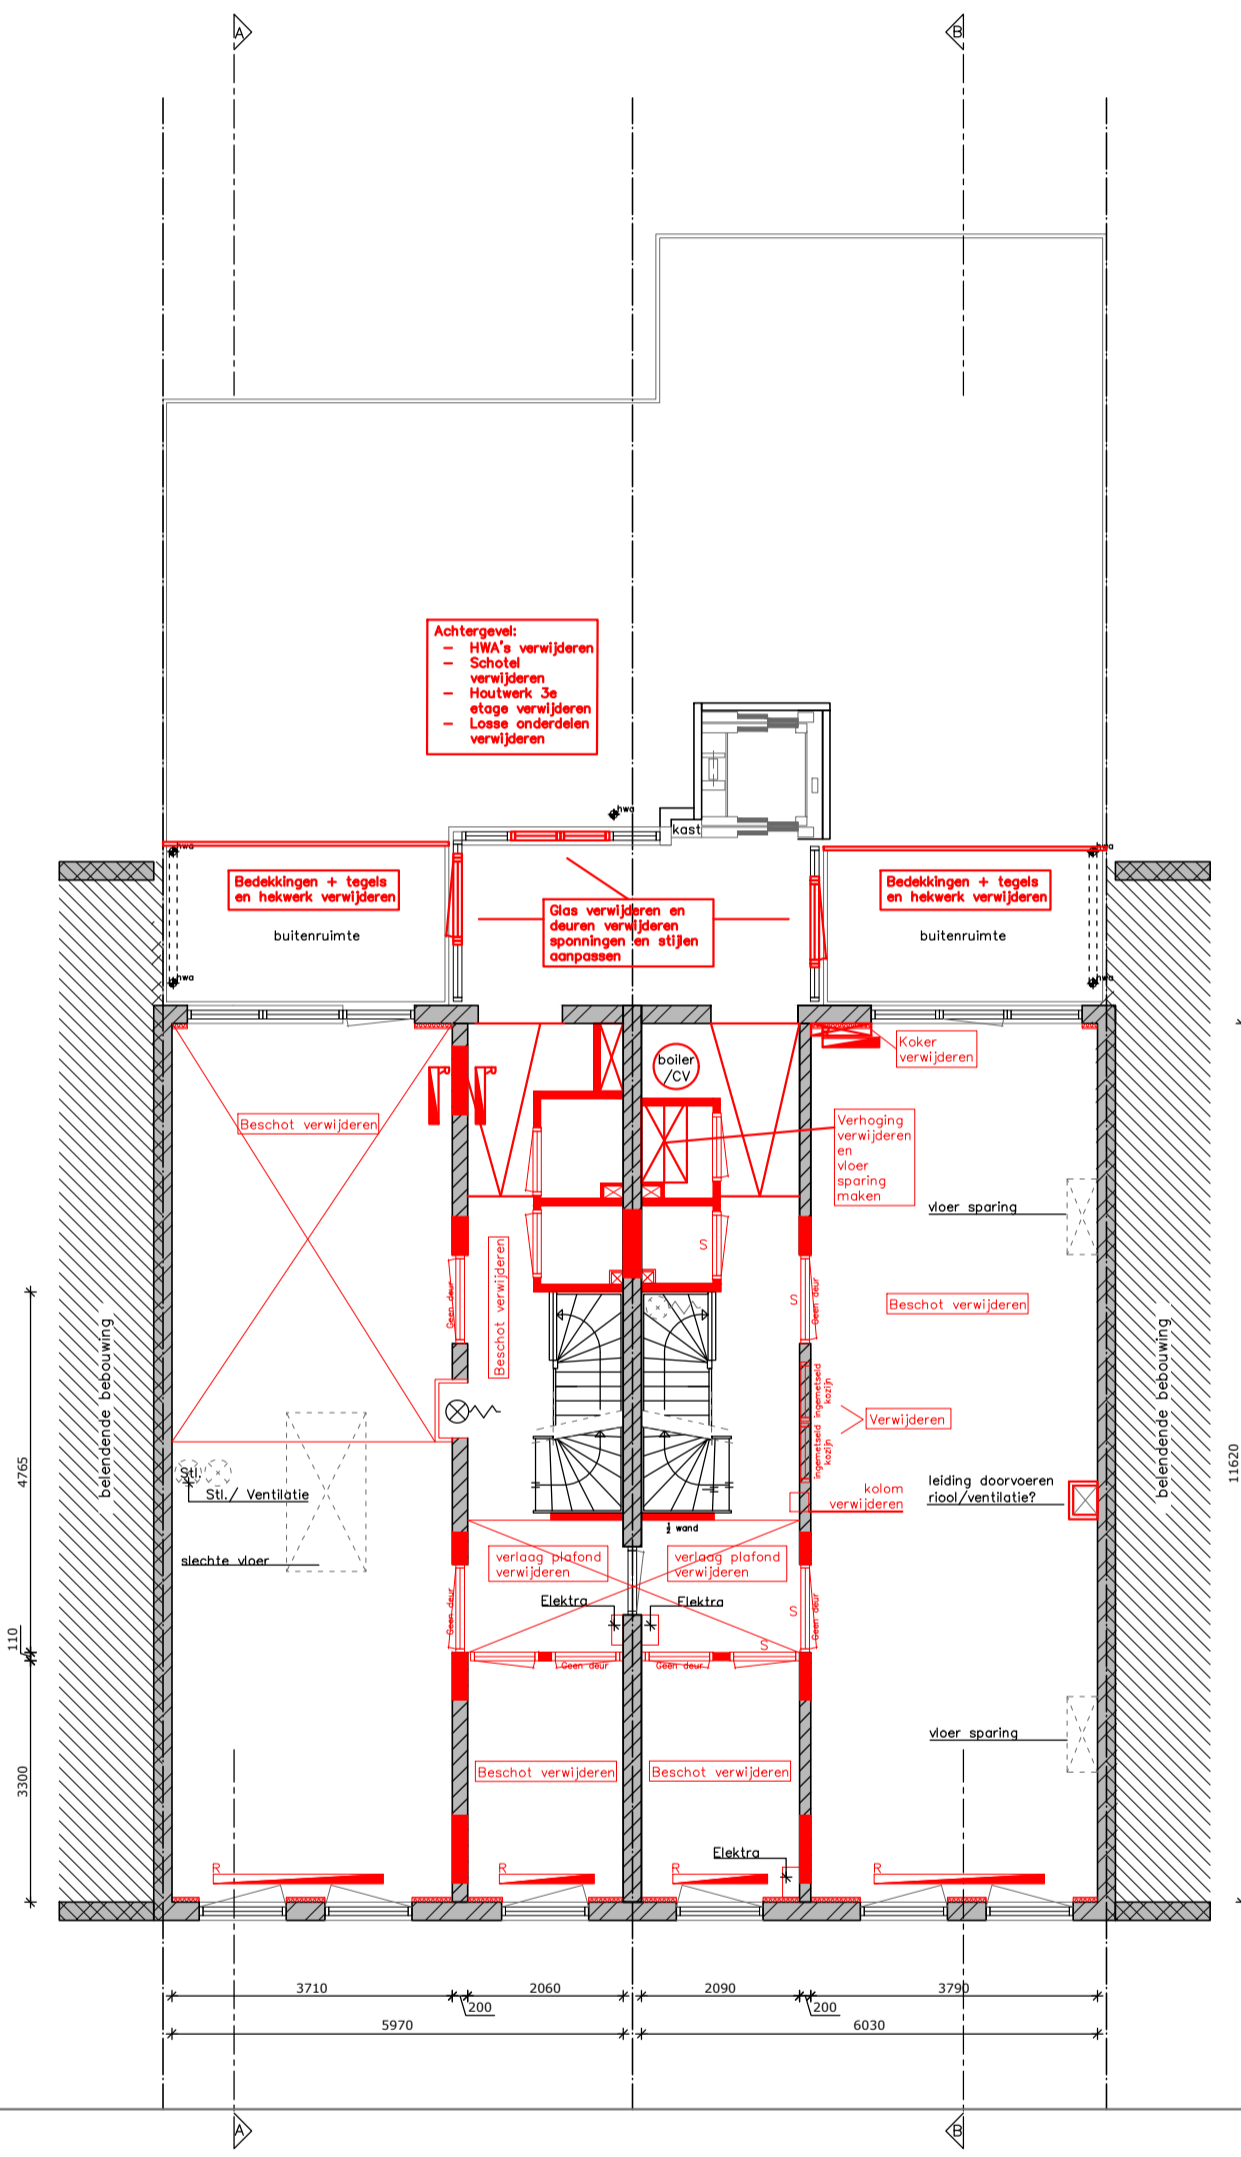 A
B
Achtergevel:
- HWA's verwijderen
- Schotel
verwijderen
- Houtwerk 3e
etage verwijderen
- Losse onderdelen
verwijderen
hwa
kast
hwa
hwa
Bedekkingen + tegels
en hekwerk verwijderen
buitenruimte
Glas verwijderen en
deuren verwijderen
sponningen en stijlen
aanpassen
Bedekkingen + tegels
en hekwerk verwijderen
buitenruimte
hwa
hwa
Koker
verwijderen
boiler
/CV
R
R
Beschot verwijderen
Verhoging
verwijderen
en
vloer
sparing
maken
vloer sparing
S
Beschot verwijderen
Geen deur
S
Geen deur
Beschot verwijderen
belendende bebouwing
belendende bebouwing
ingemetseld kozijn
ingemetseld kozijn
Verwijderen
4765
11620
Stl.
Stl./ Ventilatie
kolom
verwijderen
leiding doorvoeren
riool/ventilatie?
½ wand
slechte vloer
verlaag plafond
verwijderen
verlaag plafond
verwijderen
Elektra
Elektra
Geen deur
S
Geen deur
S
110
Geen deur
Geen deur
vloer sparing
3300
Beschot verwijderen
Beschot verwijderen
Elektra
R
R
R
R
3710
2060
2090
3790
200
200
5970
6030
A
B